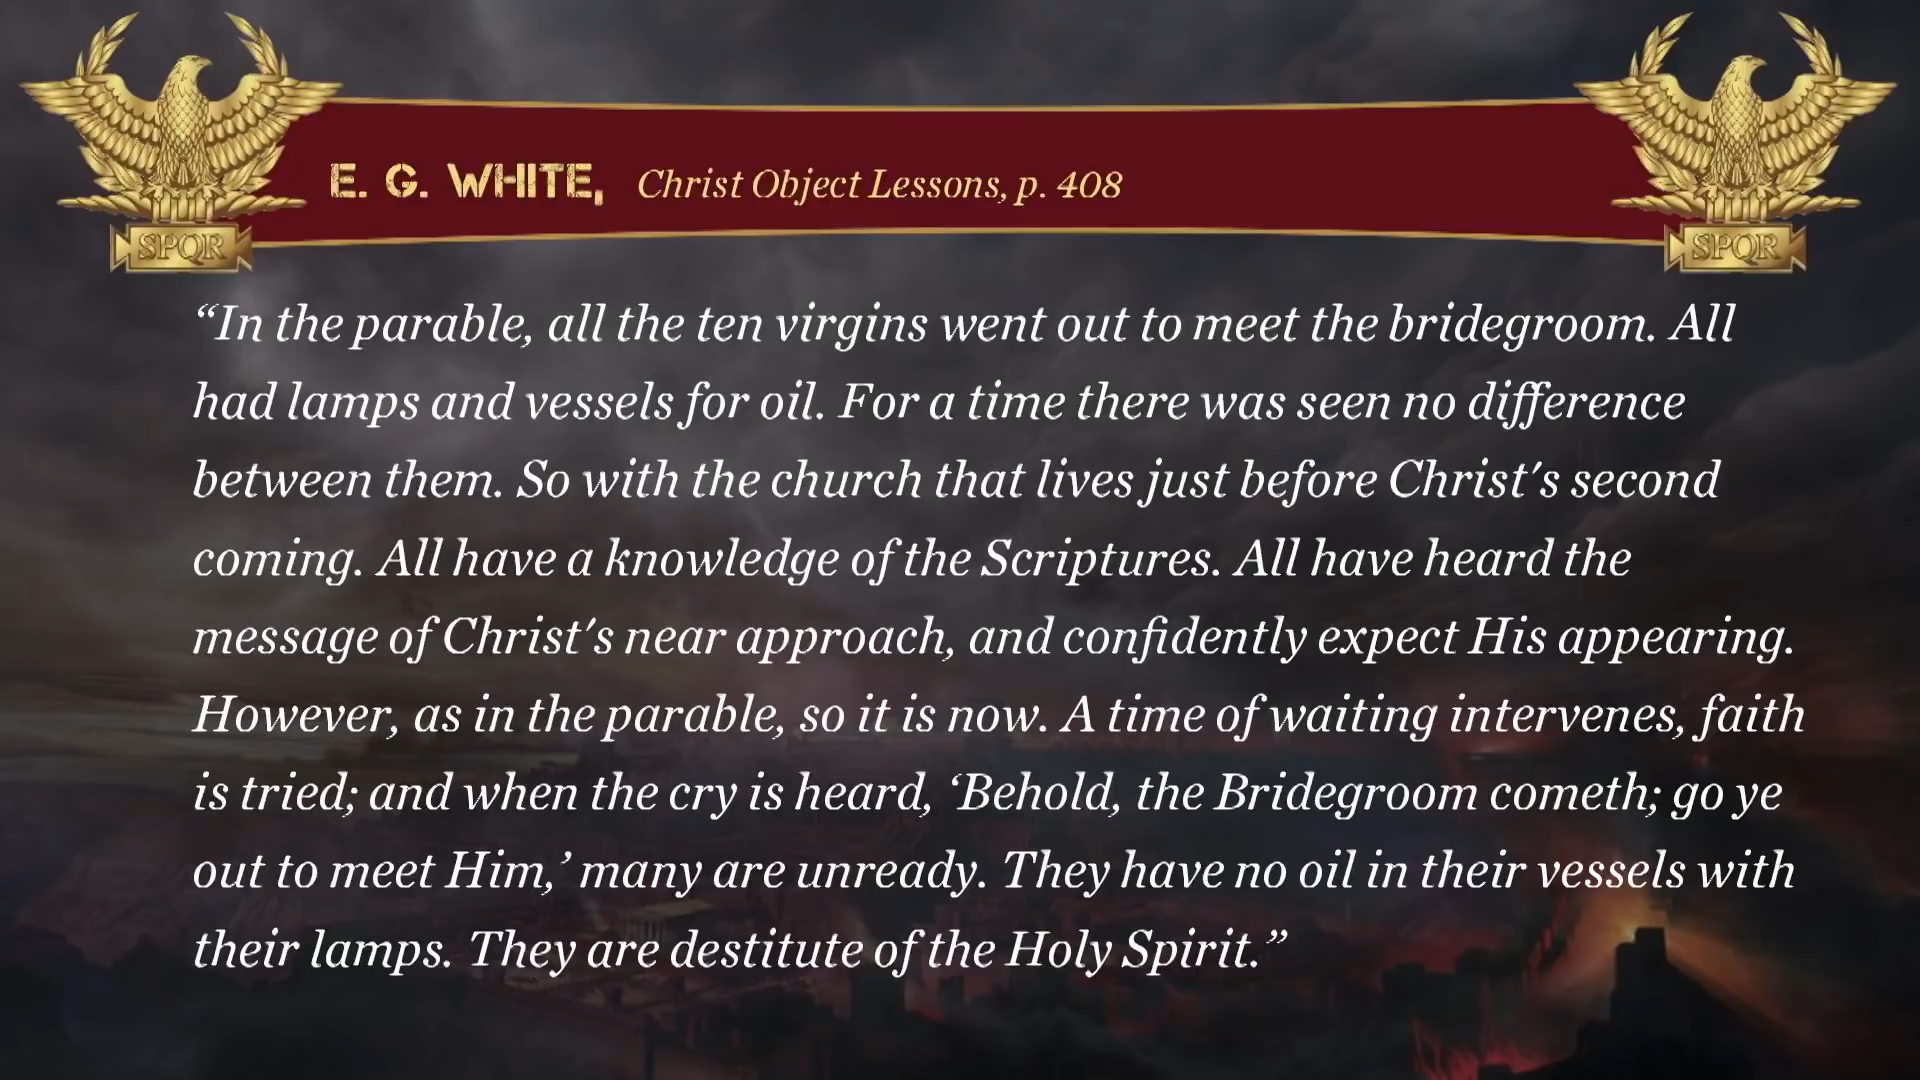 E. G. WHITE, Christ Object Lessons, p. 408
SPQR SPQR
“In the parable, all the ten virgins went out to meet the bridegroom. All
had lamps and vessels for oil. For a time there was seen no difference
between them. So with the church that lives just before Christ's second
coming. All have a knowledge of the Scriptures. All have heard the
message of Christ's near approach, and confidently expect His appearing.
However, as in the parable, so it is now. A time of waiting intervenes, faith
is tried; and when the cry is heard, ‘Behold, the Bridegroom cometh; go ye
out to meet Him,’ many are unready. They have no oil in their vessels with
their lamps. They are destitute of the Holy Spirit.”